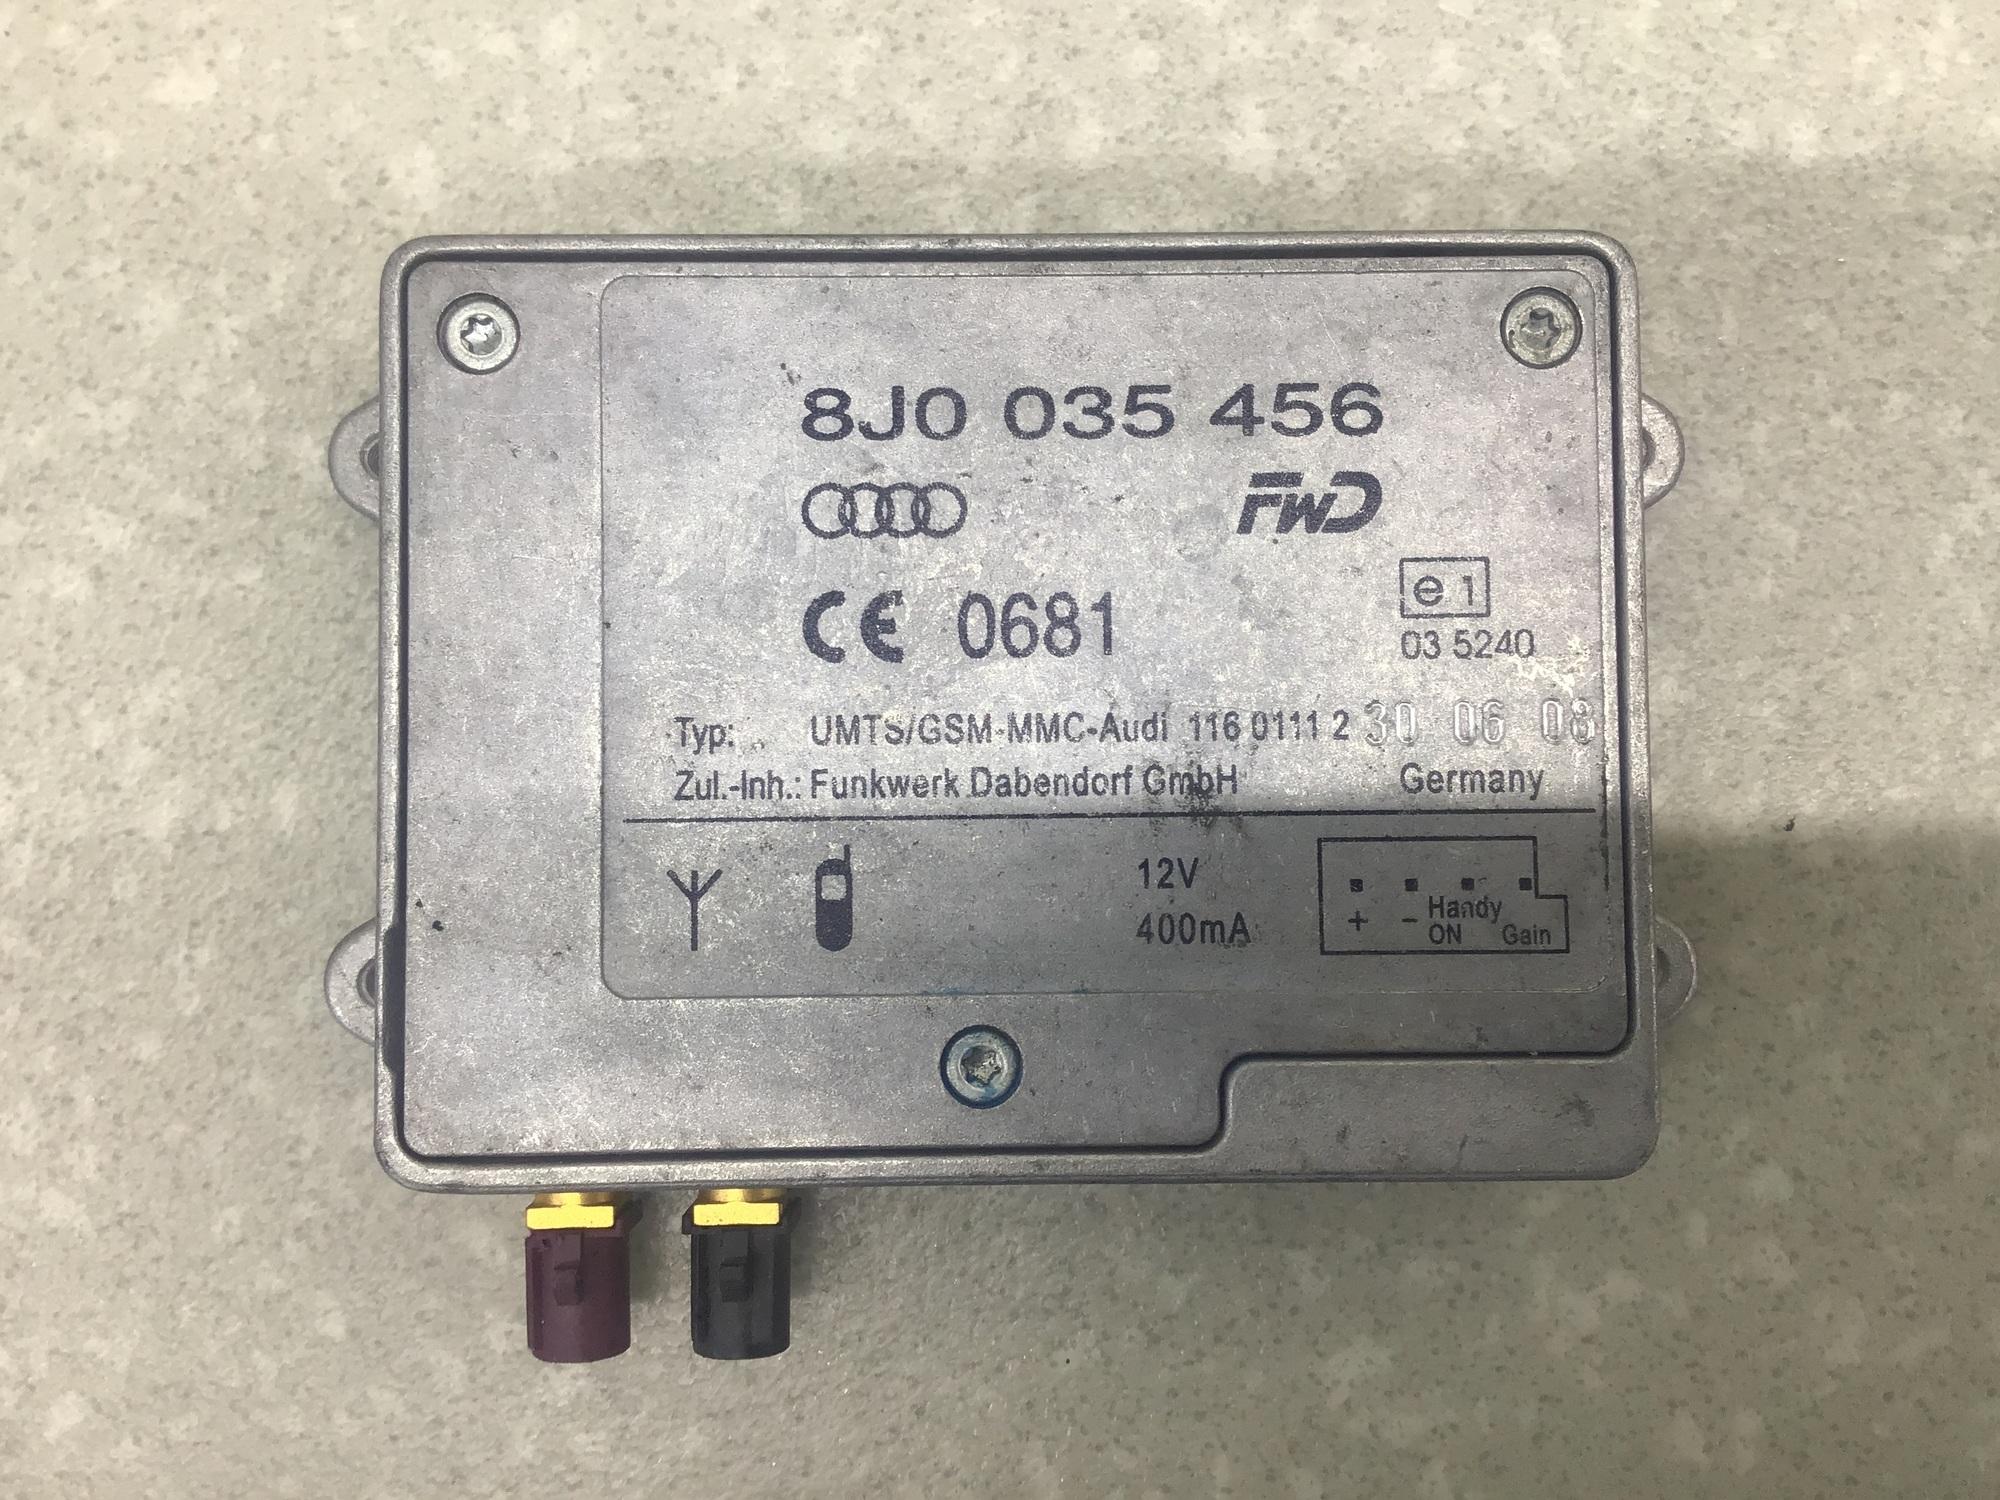 8J0 035 456
FWD
CE 0681
e1
03 5240
Typ: UMTS/GSM-MMC-Audi 116 0111 2 30 06 08
Zul.-Inh.: Funkwerk Dabendorf GmbH Germany
12V
400mA
+ - Handy
ON Gain